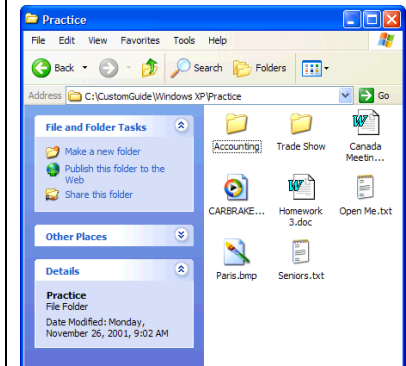 Practice
File Edit View Favorites Tools Help
Back Search Folders
Address C:\CustomGuide\Windows XP\Practice Go
File and Folder Tasks
Make a new folder
Publish this folder to the
Web
Share this folder
Other Places
Details
Practice
File Folder
Date Modified: Monday,
November 26, 2001, 9:02 AM
Accounting Trade Show Canada
Meetin...
CARBRAKE... Homework
3.doc Open Me.txt
Paris.bmp Seniors.txt